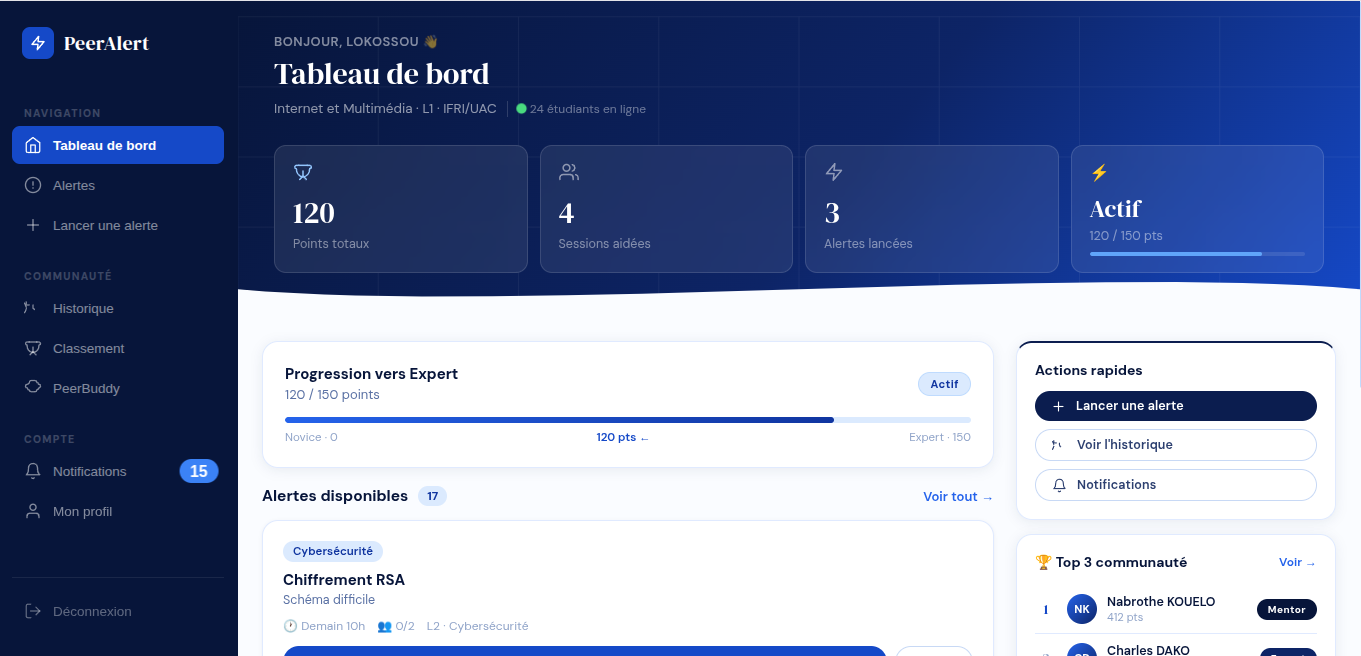 PeerAlert
NAVIGATION
Tableau de bord
Alertes
Lancer une alerte
COMMUNAUTÉ
Historique
Classement
PeerBuddy
COMPTE
Notifications 15
Mon profil
Déconnexion
BONJOUR, LOKOSSOU 👋
Tableau de bord
Internet et Multimédia · L1 · IFRI/UAC 24 étudiants en ligne
120
Points totaux
4
Sessions aidées
3
Alertes lancées
⚡
Actif
120 / 150 pts
Progression vers Expert
120 / 150 points
Actif
Novice · 0 120 pts ← Expert · 150
Alertes disponibles 17 Voir tout →
Cybersécurité
Chiffrement RSA
Schéma difficile
🕐 Demain 10h 👥 0/2 L2 · Cybersécurité
Actions rapides
Lancer une alerte
Voir l'historique
Notifications
🏆 Top 3 communauté Voir →
1 NK Nabrothe KOUELO Mentor
412 pts
Charles DAKO